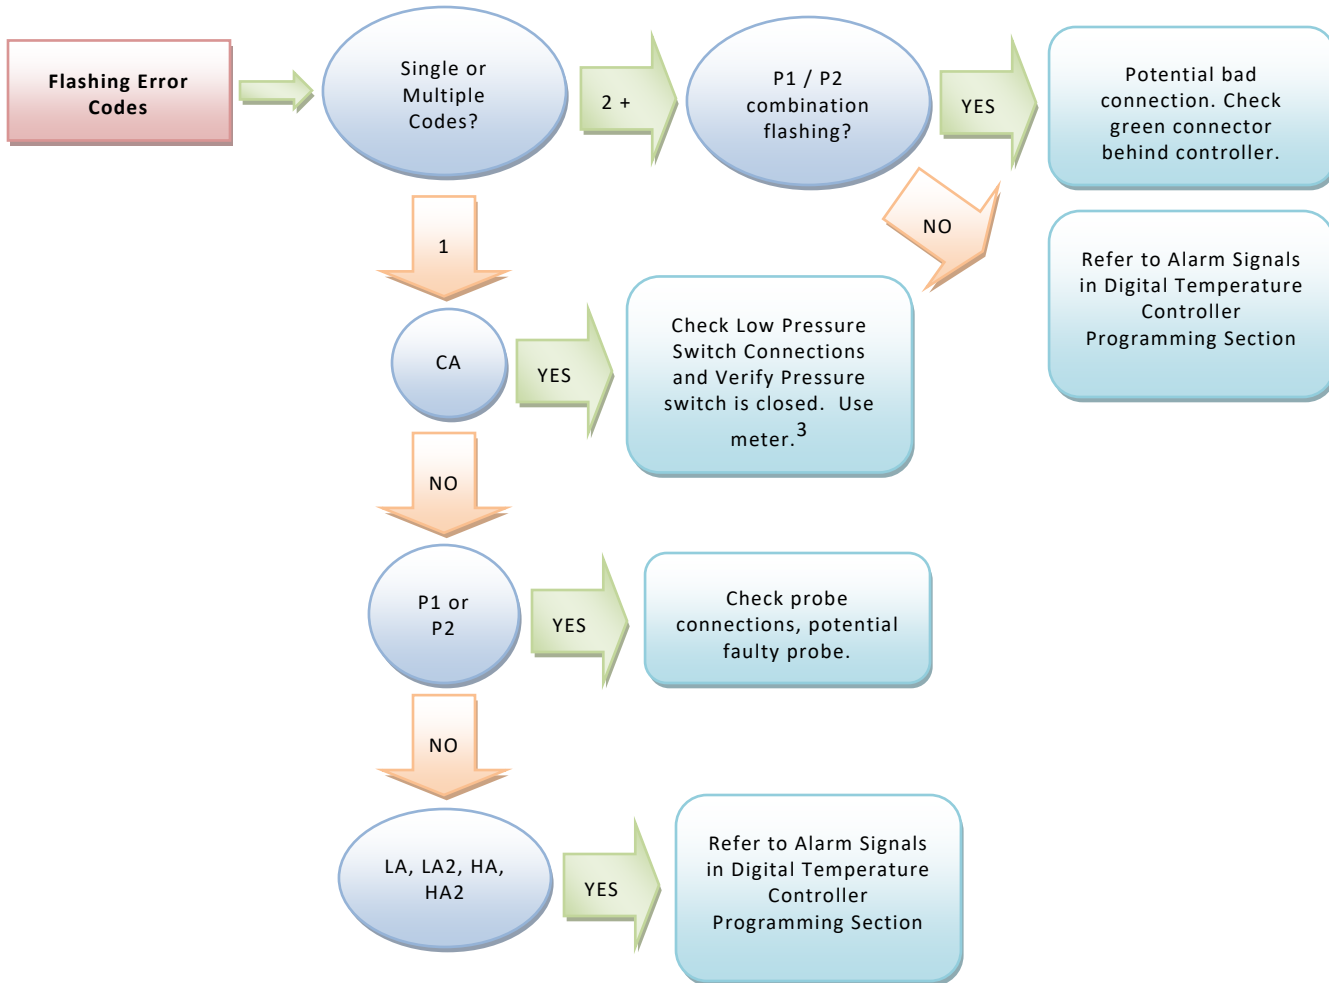 Flashing Error
Codes
Single or
Multiple
Codes?
2 +
P1 / P2
combination
flashing?
YES
Potential bad
connection. Check
green connector
behind controller.
NO
Refer to Alarm Signals
in Digital Temperature
Controller
Programming Section
1
CA
YES
Check Low Pressure
Switch Connections
and Verify Pressure
switch is closed.  Use
meter.3
NO
P1 or
P2
YES
Check probe
connections, potential
faulty probe.
NO
LA, LA2, HA,
HA2
YES
Refer to Alarm Signals
in Digital Temperature
Controller
Programming Section